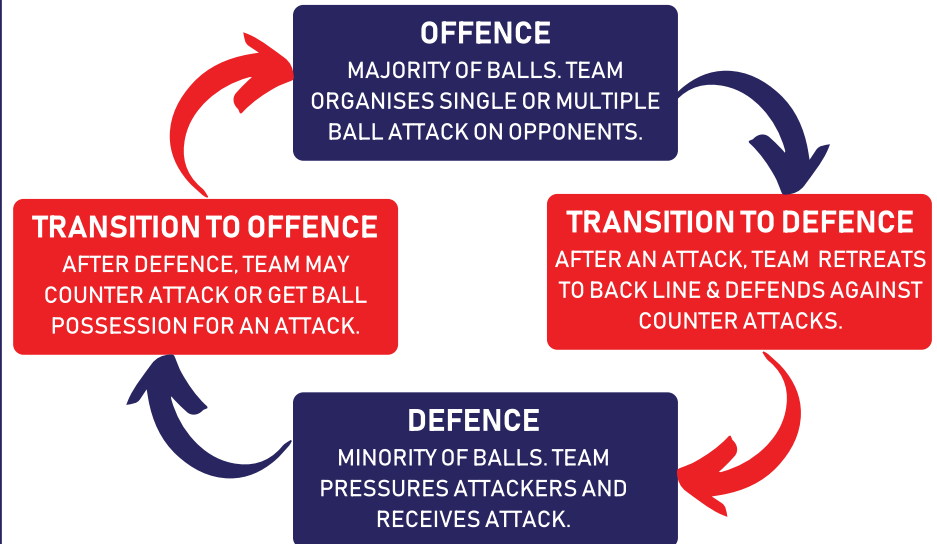 OFFENCE
MAJORITY OF BALLS. TEAM
ORGANISES SINGLE OR MULTIPLE
BALL ATTACK ON OPPONENTS.
TRANSITION TO DEFENCE
AFTER AN ATTACK, TEAM RETREATS
TO BACK LINE & DEFENDS AGAINST
COUNTER ATTACKS.
DEFENCE
MINORITY OF BALLS. TEAM
PRESSURES ATTACKERS AND
RECEIVES ATTACK.
TRANSITION TO OFFENCE
AFTER DEFENCE, TEAM MAY
COUNTER ATTACK OR GET BALL
POSSESSION FOR AN ATTACK.